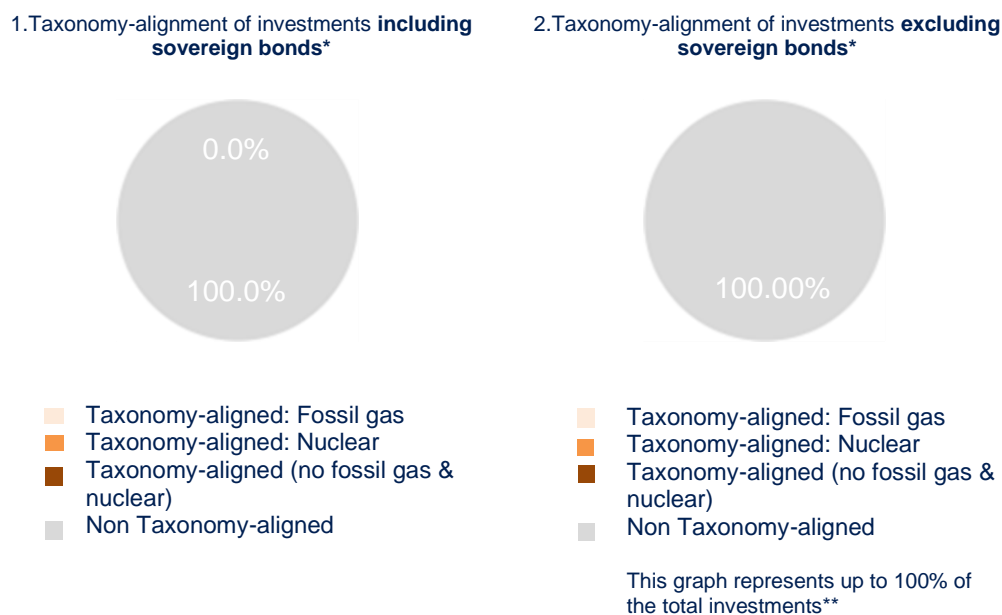 1.Taxonomy-alignment of investments including
sovereign bonds*
0.0%
100.0%
Taxonomy-aligned: Fossil gas
Taxonomy-aligned: Nuclear
Taxonomy-aligned (no fossil gas &
nuclear)
Non Taxonomy-aligned
2.Taxonomy-alignment of investments excluding
sovereign bonds*
100.00%
Taxonomy-aligned: Fossil gas
Taxonomy-aligned: Nuclear
Taxonomy-aligned (no fossil gas &
nuclear)
Non Taxonomy-aligned
This graph represents up to 100% of
the total investments**